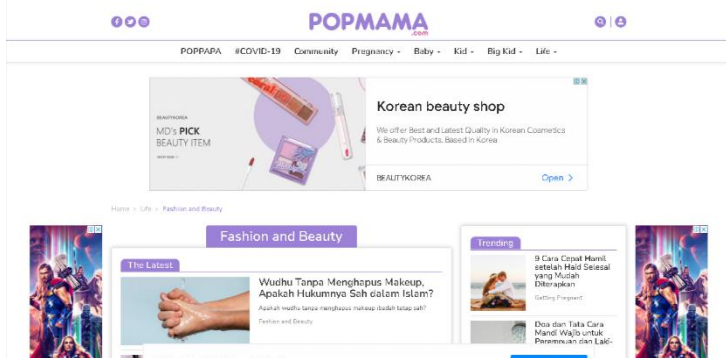 POPMAMA
.com
POPPAPA #COVID-19 Community Pregnancy Baby Kid Big Kid Life
BEAUTYKOREA
MD's PICK
BEAUTY ITEM
SHOP NOW >
Korean beauty shop
We offer Best and Latest Quality in Korean Cosmetics
& Beauty Products. Based in Korea
BEAUTYKOREA Open >
Home > Life > Fashion and Beauty
Fashion and Beauty
The Latest
Wudhu Tanpa Menghapus Makeup,
Apakah Hukumnya Sah dalam Islam?
Apakah wudhu tanpa menghapus makeup ibadah tetap sah?
Fashion and Beauty
Trending
9 Cara Cepat Hamil
setelah Haid Selesai
yang Mudah
Diterapkan
Getting Pregnant
Doa dan Tata Cara
Mandi Wajib untuk
Perempuan dan Laki-